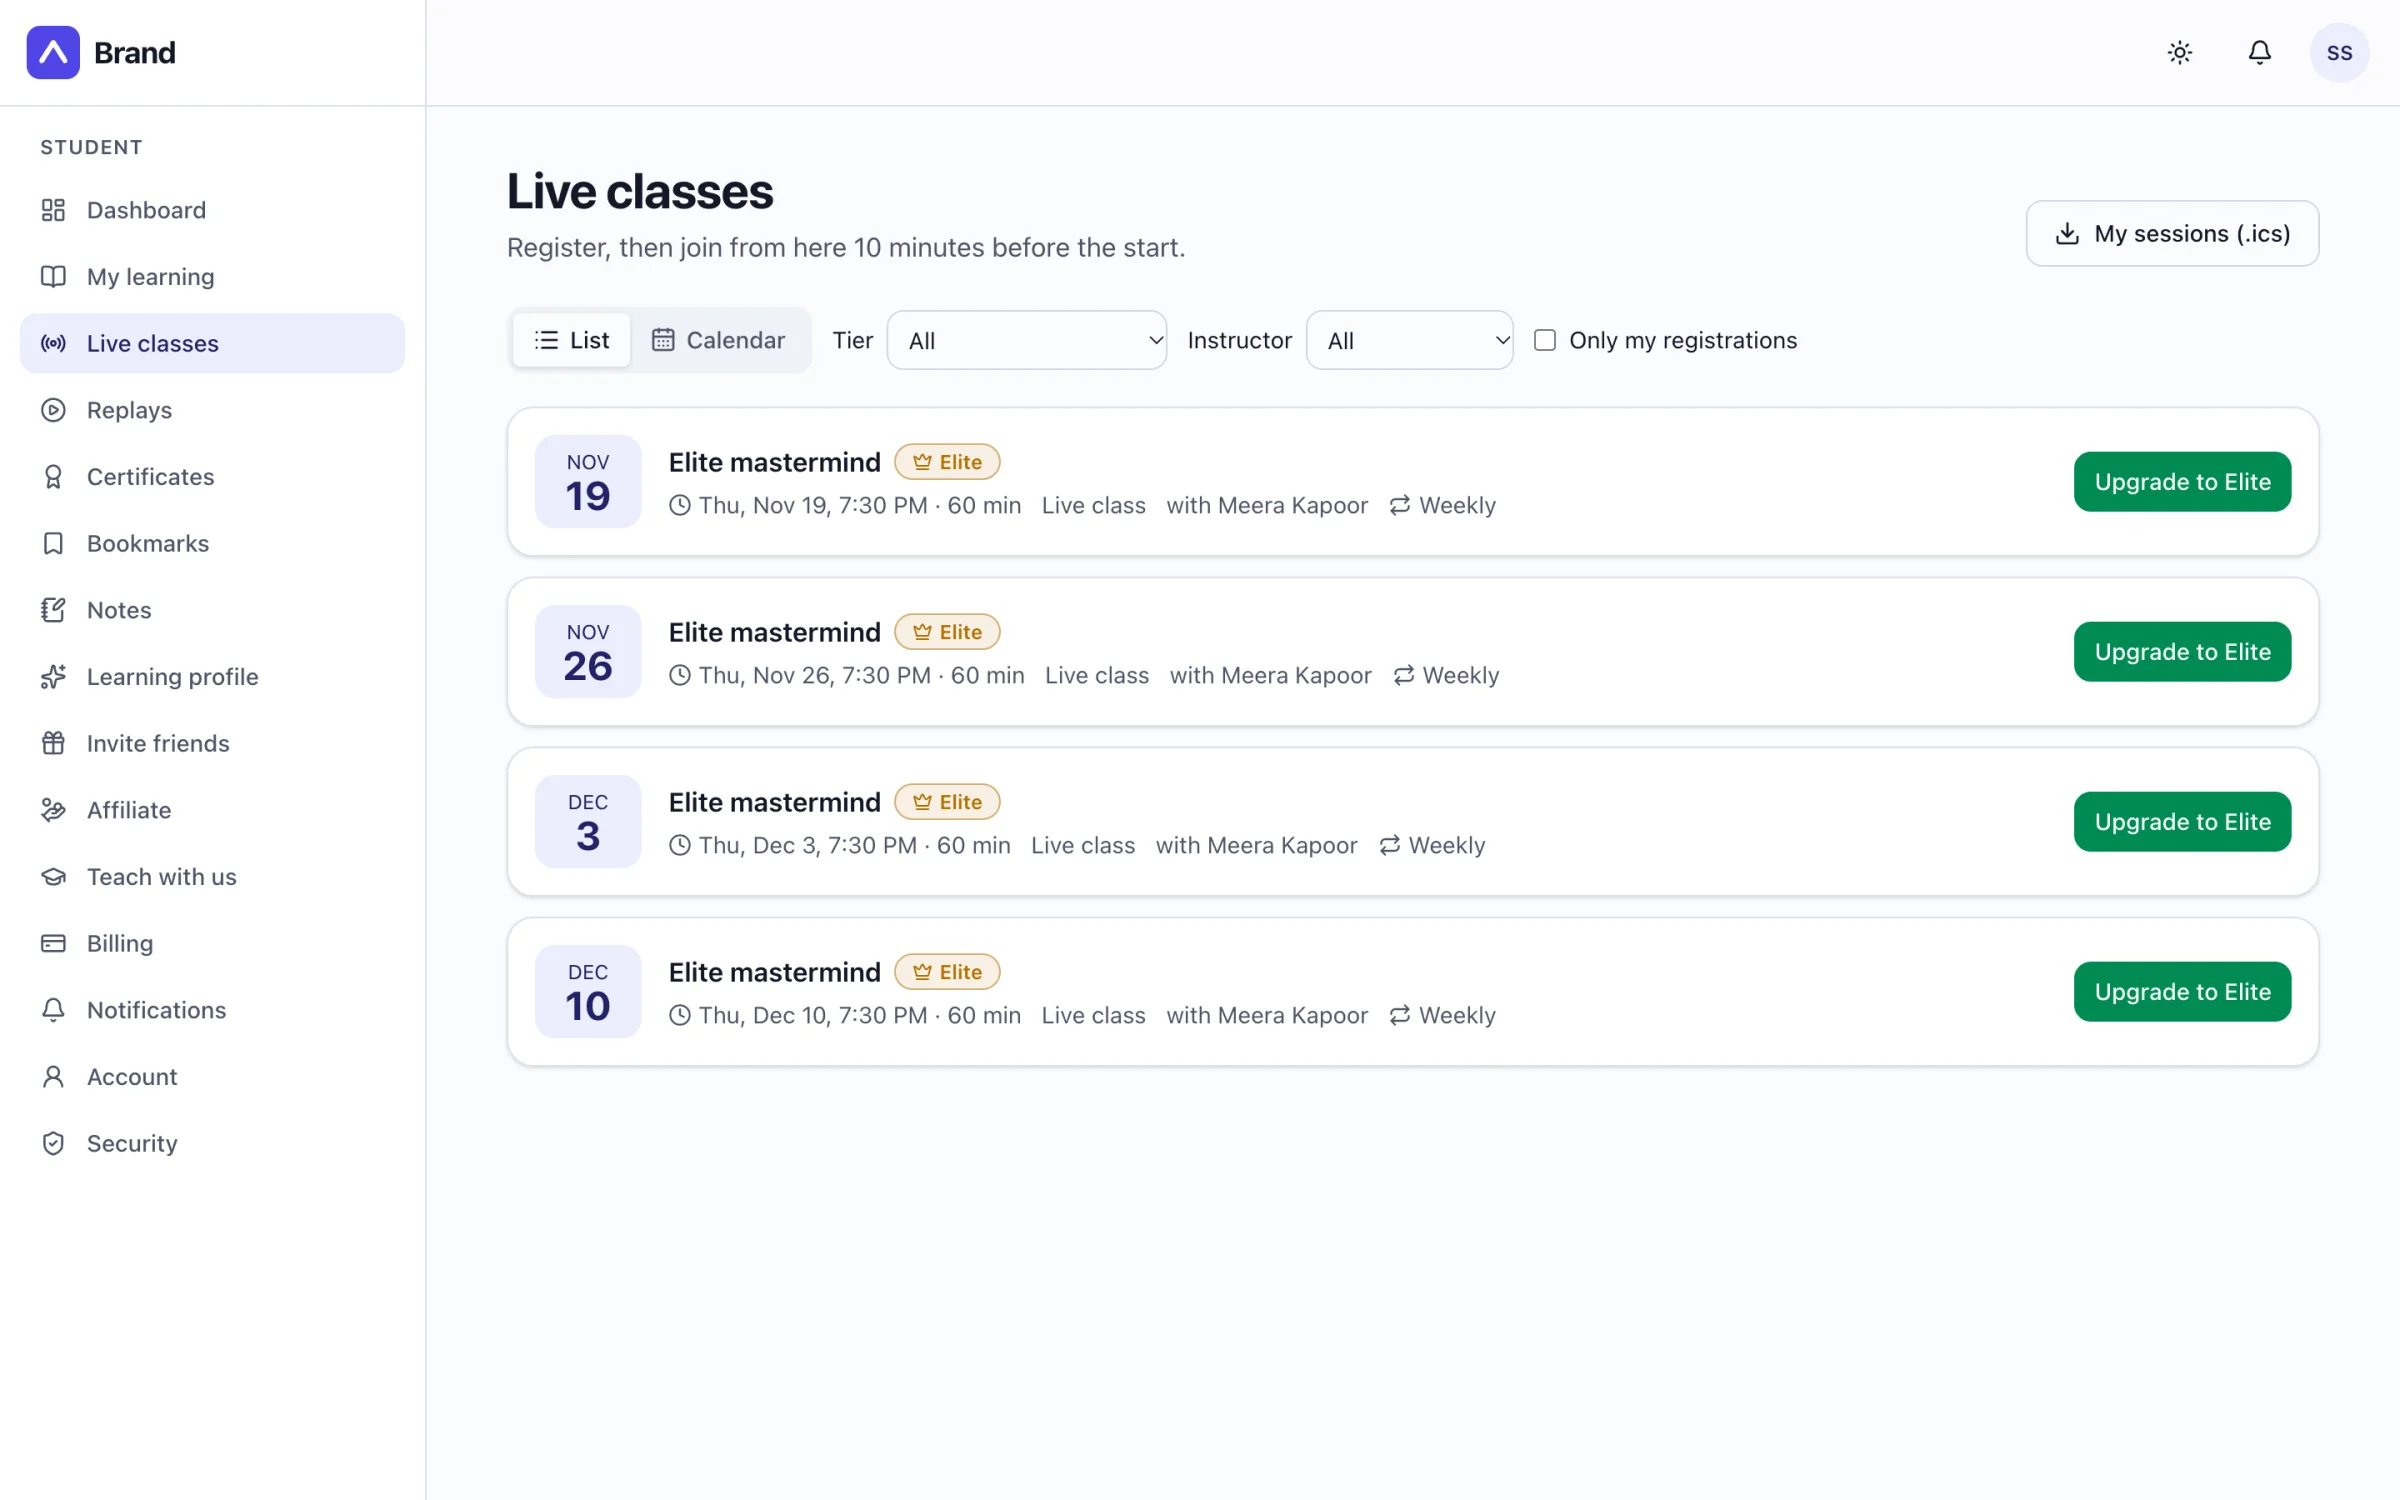 Brand
SS
STUDENT
Dashboard
My learning
Live classes
Replays
Certificates
Bookmarks
Notes
Learning profile
Invite friends
Affiliate
Teach with us
Billing
Notifications
Account
Security
Live classes
Register, then join from here 10 minutes before the start.
My sessions (.ics)
List Calendar Tier All Instructor All Only my registrations
NOV
19
Elite mastermind Elite
Thu, Nov 19, 7:30 PM · 60 min Live class with Meera Kapoor Weekly
Upgrade to Elite
NOV
26
Elite mastermind Elite
Thu, Nov 26, 7:30 PM · 60 min Live class with Meera Kapoor Weekly
Upgrade to Elite
DEC
3
Elite mastermind Elite
Thu, Dec 3, 7:30 PM · 60 min Live class with Meera Kapoor Weekly
Upgrade to Elite
DEC
10
Elite mastermind Elite
Thu, Dec 10, 7:30 PM · 60 min Live class with Meera Kapoor Weekly
Upgrade to Elite